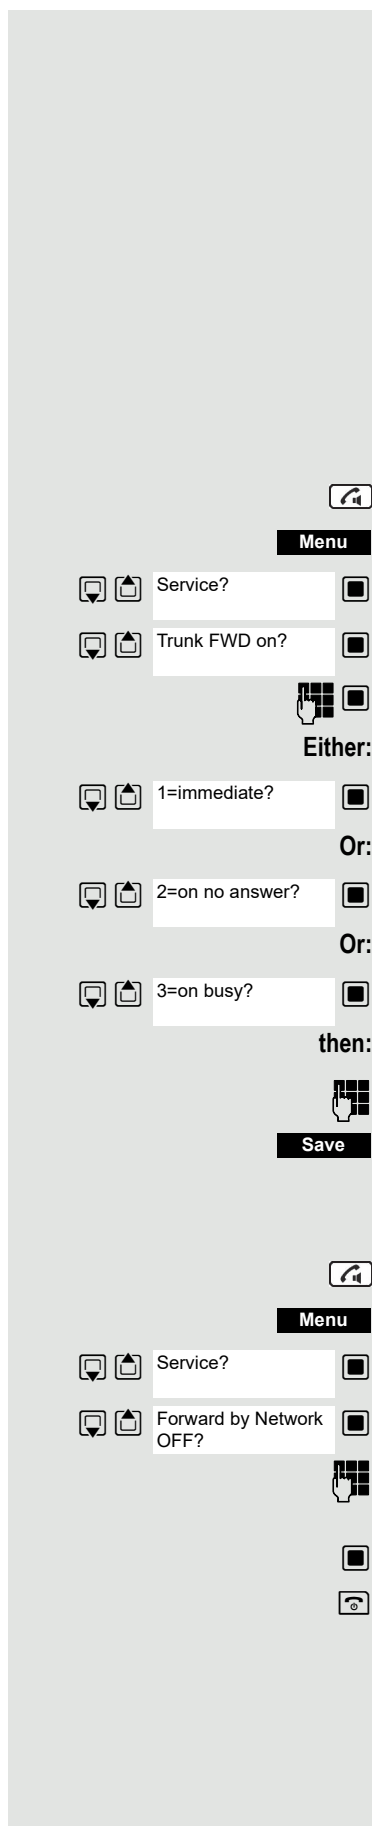 Menu
Service?
Trunk FWD on?
Either:
1=immediate?
Or:
2=on no answer?
Or:
3=on busy?
then:
Save
Menu
Service?
Forward by Network
OFF?